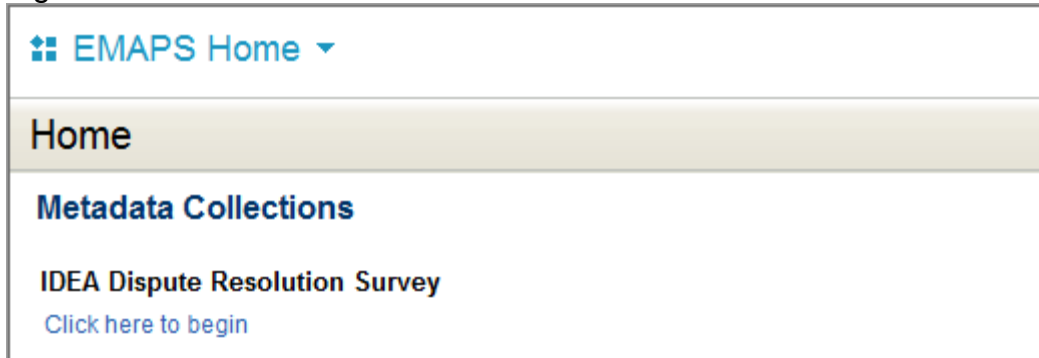 EMAPS Home
Home
Metadata Collections
IDEA Dispute Resolution Survey
Click here to begin